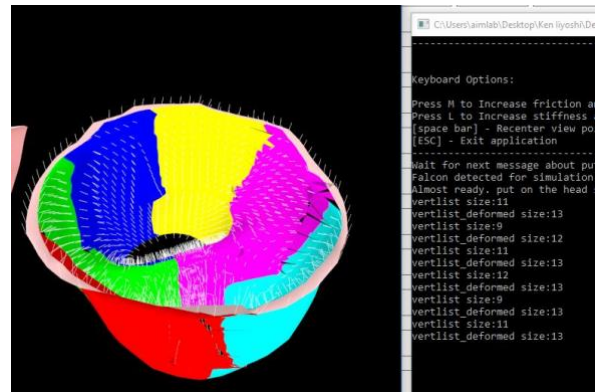 C:\Users\aimlab\Desktop\Ken Iiyoshi\De
Keyboard Options:
Press M to Increase friction an
Press L to Increase stiffness
[space bar] - Recenter view po
[ESC] - Exit application
Wait for next message about pu
Falcon detected for simulation
Almost ready. put on the head
vertlist size:11
vertlist_deformed size:13
vertlist size:9
vertlist_deformed size:12
vertlist size:11
vertlist_deformed size:13
vertlist size:12
vertlist_deformed size:13
vertlist size:9
vertlist_deformed size:13
vertlist size:11
vertlist_deformed size:13